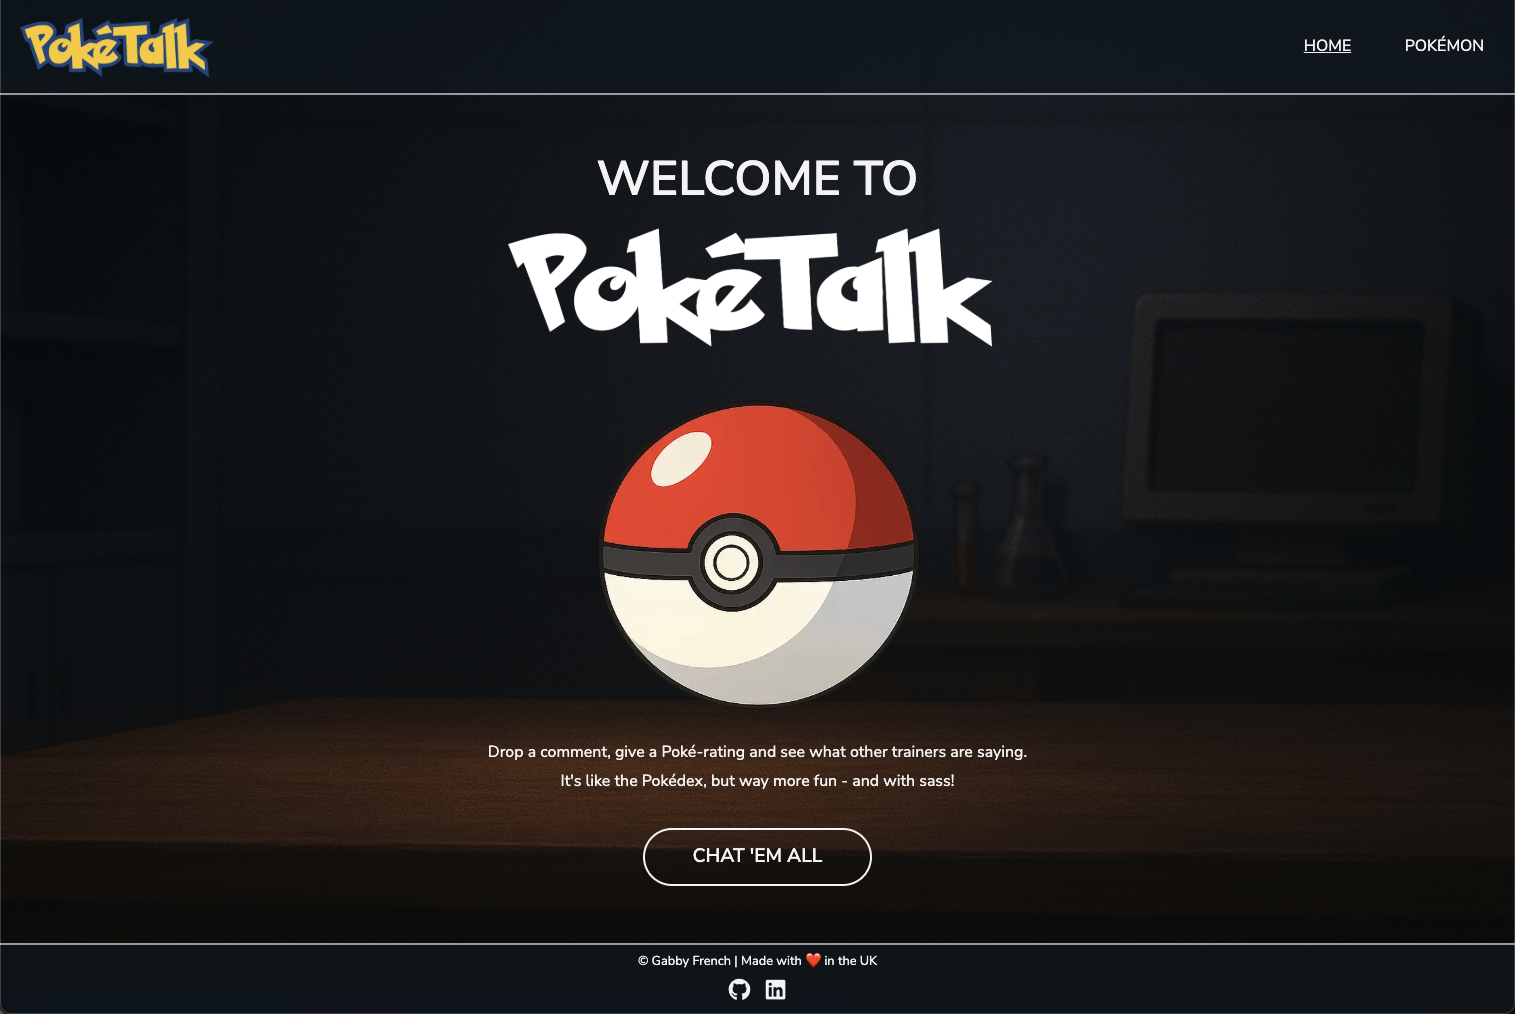 PokéTalk
HOME
POKÉMON
WELCOME TO
PokéTalk
Drop a comment, give a Poké-rating and see what other trainers are saying.
It's like the Pokédex, but way more fun - and with sass!
CHAT 'EM ALL
© Gabby French | Made with ❤️ in the UK
in